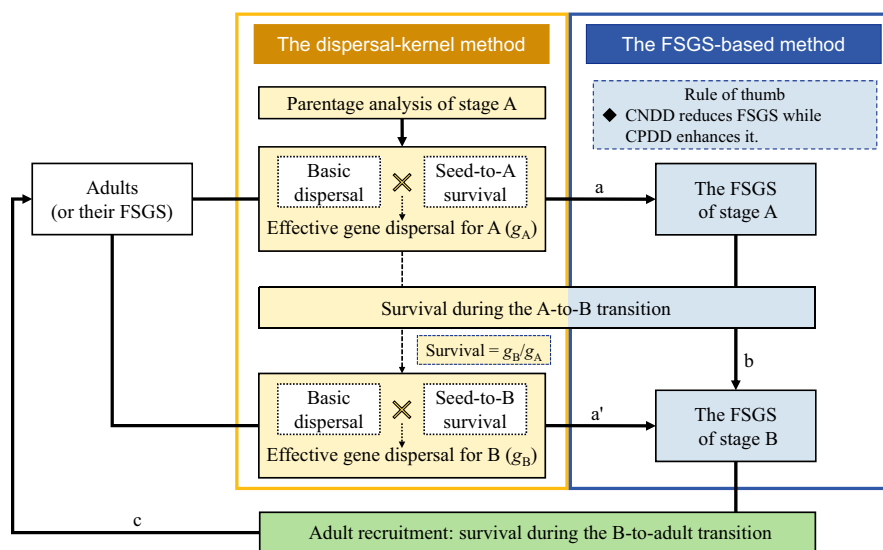 The dispersal-kernel method
The FSGS-based method
Parentage analysis of stage A
Rule of thumb
◆ CNDD reduces FSGS while
CPDD enhances it.
Adults
(or their FSGS)
Basic
dispersal
Seed-to-A
survival
Effective gene dispersal for A (gA)
a
The FSGS
of stage A
Survival during the A-to-B transition
Survival = gB/gA
b
Basic
dispersal
Seed-to-B
survival
Effective gene dispersal for B (gB)
a'
The FSGS
of stage B
c
Adult recruitment: survival during the B-to-adult transition